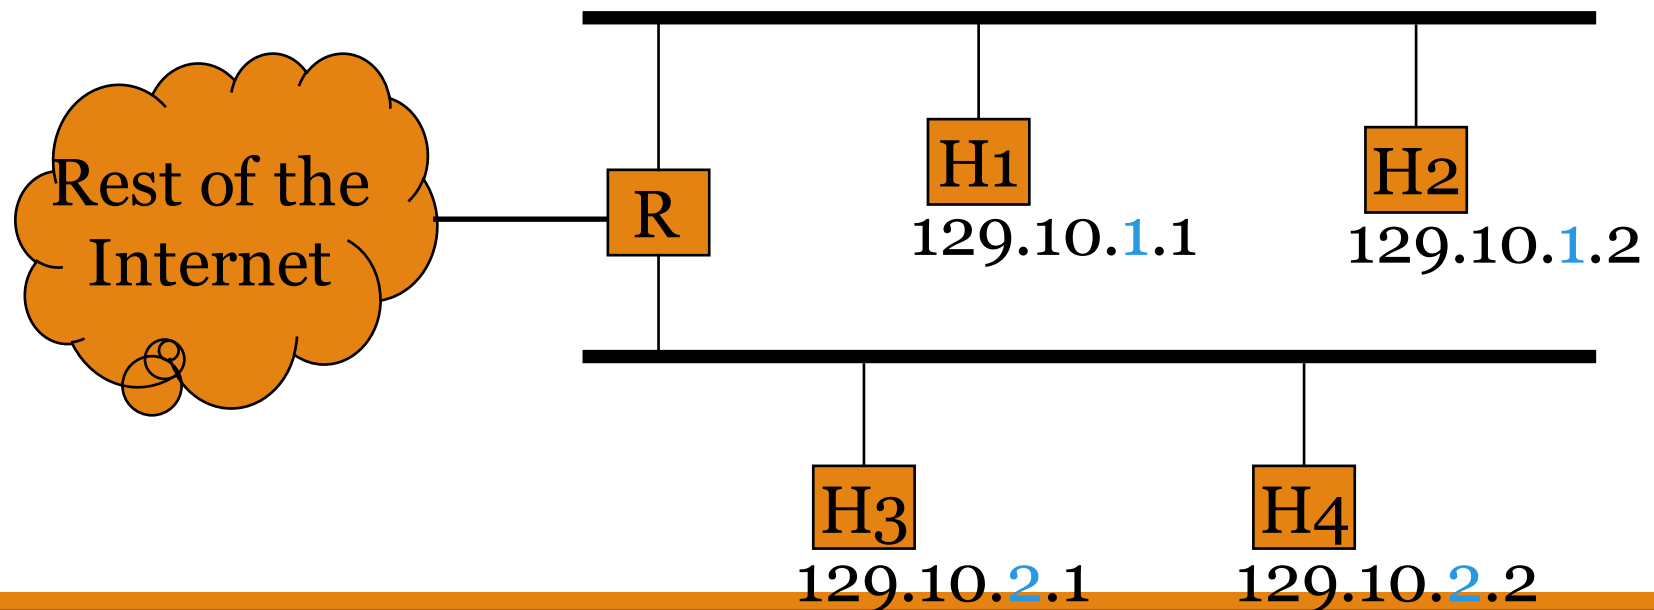 Rest of the
Internet
R
H1
129.10.1.1
H2
129.10.1.2
H3
129.10.2.1
H4
129.10.2.2